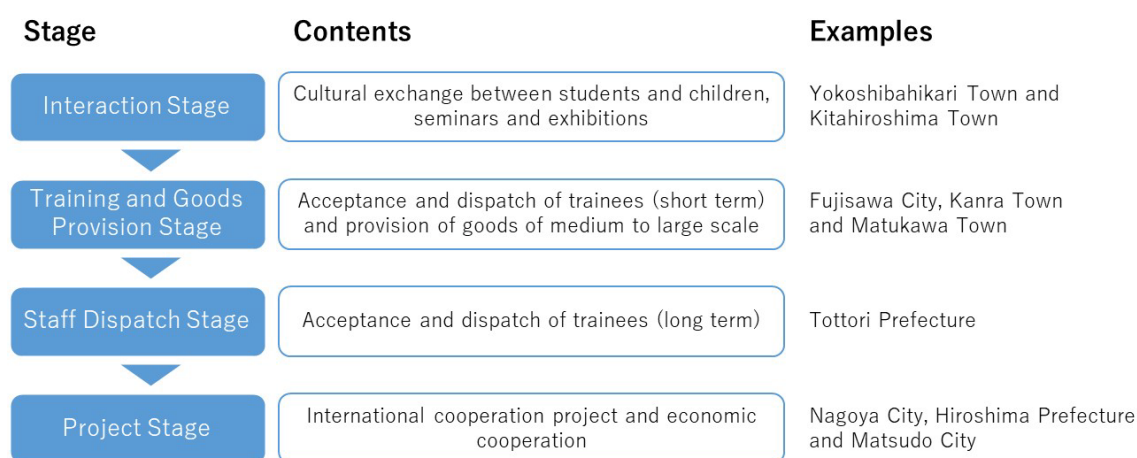 Stage
Contents
Examples
Interaction Stage
Cultural exchange between students and children,
seminars and exhibitions
Yokoshibahikari Town and
Kitahiroshima Town
Training and Goods
Provision Stage
Acceptance and dispatch of trainees (short term)
and provision of goods of medium to large scale
Fujisawa City, Kanra Town
and Matukawa Town
Staff Dispatch Stage
Acceptance and dispatch of trainees (long term)
Tottori Prefecture
Project Stage
International cooperation project and economic
cooperation
Nagoya City, Hiroshima Prefecture
and Matsudo City